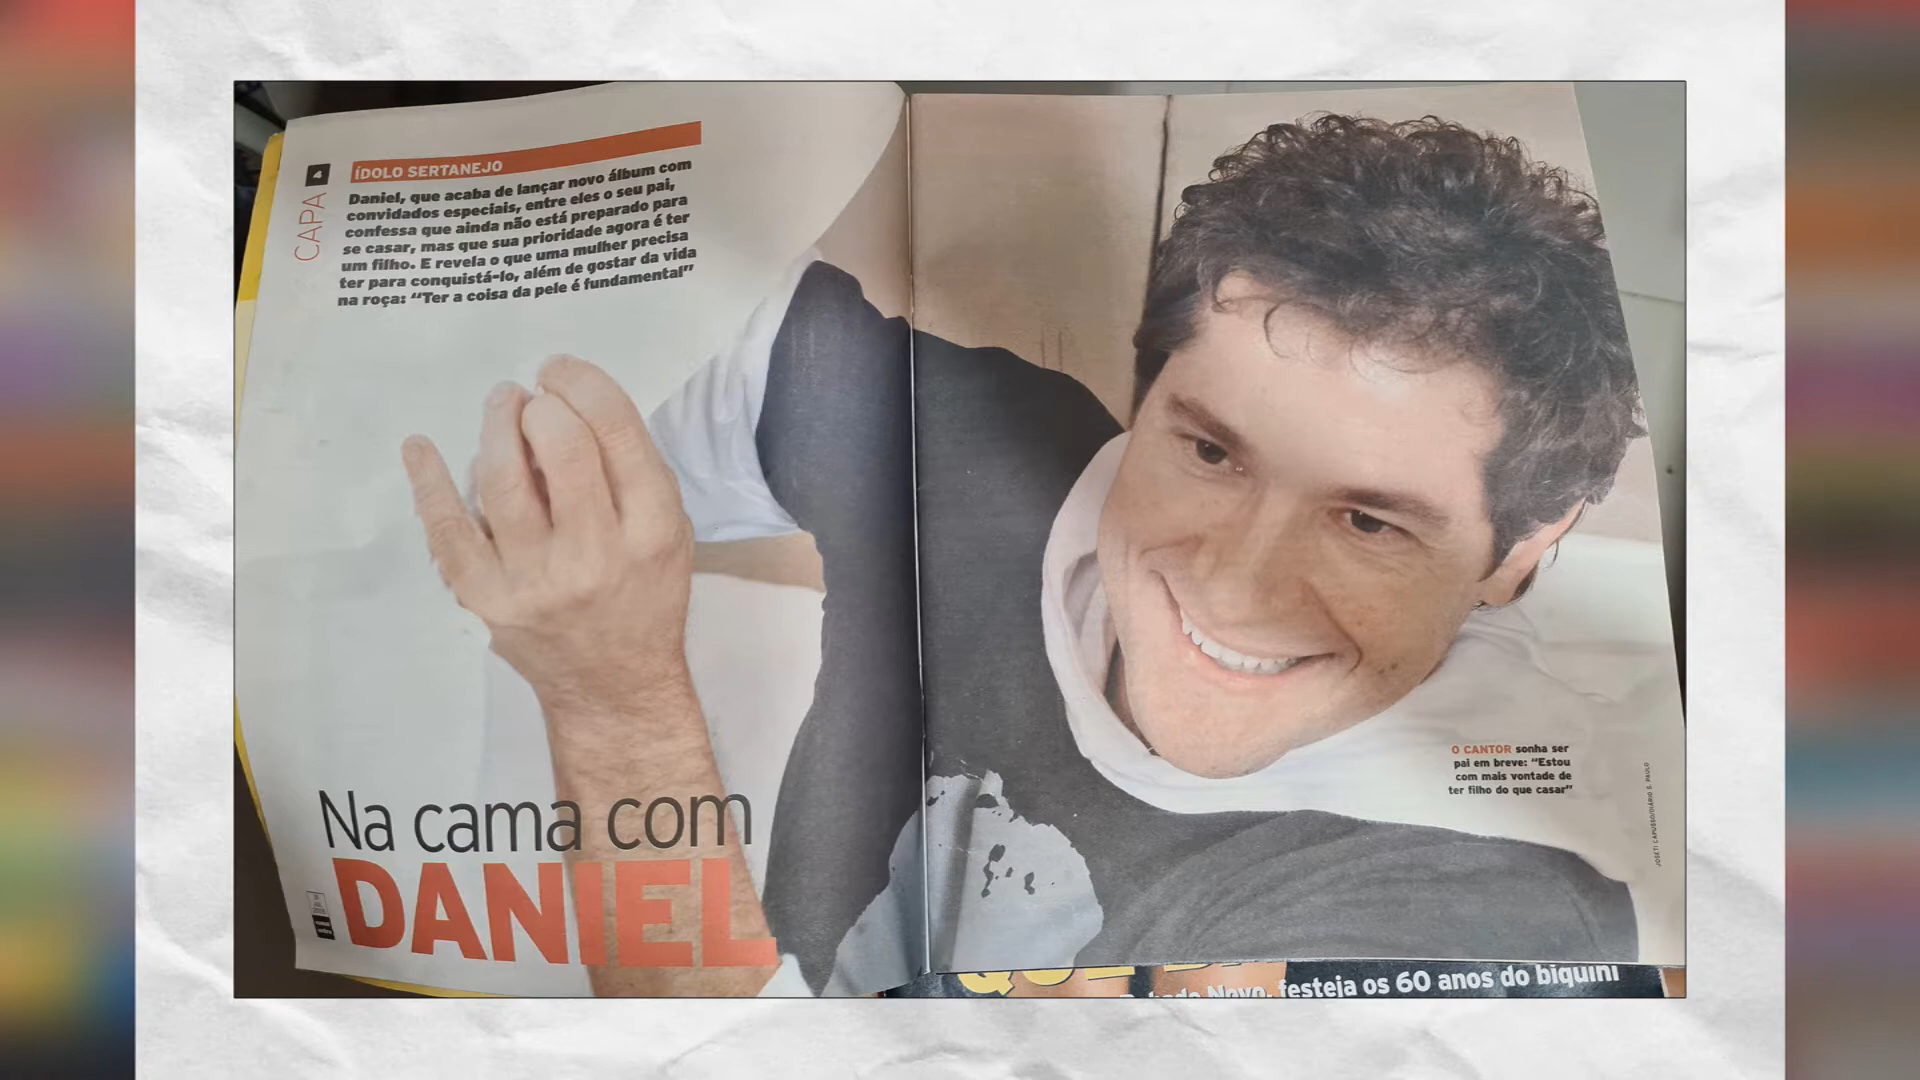 CAPA 4
ÍDOLO SERTANEJO
Daniel, que acaba de lançar novo álbum com
convidados especiais, entre eles o seu pai,
confessa que ainda não está preparado para
se casar, mas que sua prioridade agora é ter
um filho. E revela o que uma mulher precisa
ter para conquistá-lo, além de gostar da vida
na roça: “Ter a coisa da pele é fundamental”
Na cama com
DANIEL
O CANTOR sonha ser
pai em breve: “Estou
com mais vontade de
ter filho do que casar”
Novo, festeja os 60 anos do biquíni